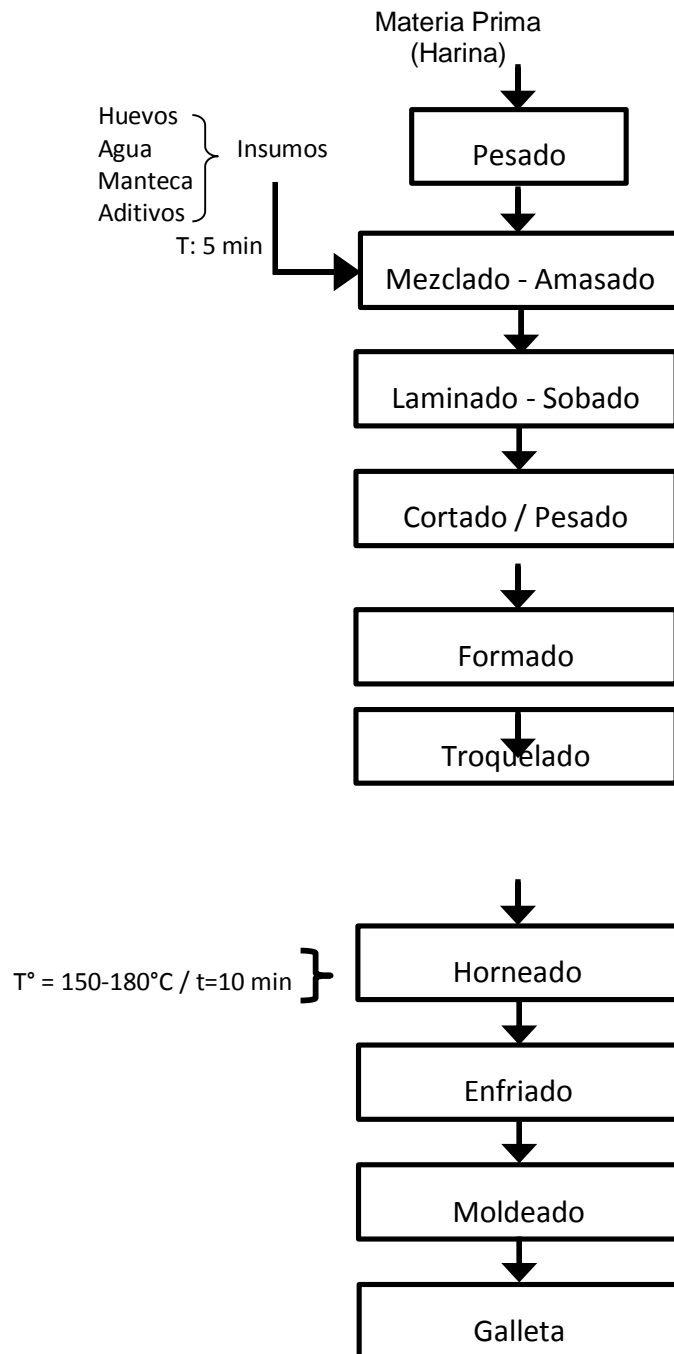 Materia Prima
(Harina)
Pesado
Huevos
Agua
Manteca
Aditivos
Insumos
T: 5 min
Mezclado - Amasado
Laminado - Sobado
Cortado / Pesado
Formado
Troquelado
T° = 150-180°C / t=10 min
Horneado
Enfriado
Moldeado
Galleta